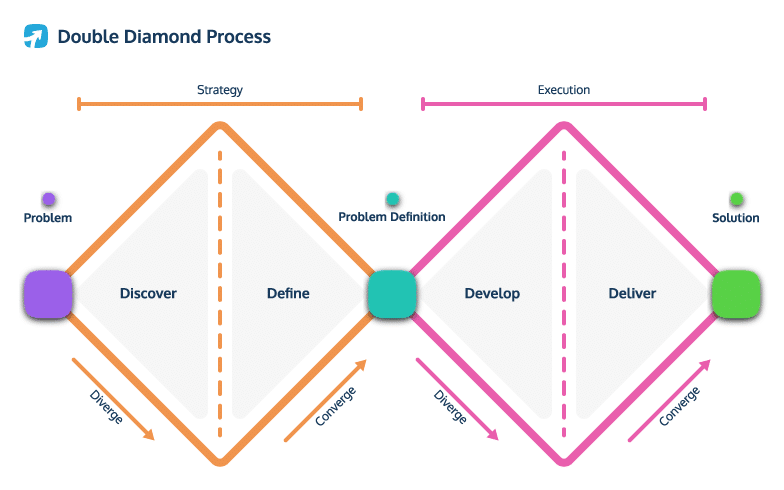 Double Diamond Process
Strategy
Execution
Problem
Problem Definition
Solution
Discover
Define
Develop
Deliver
Diverge
Converge
Diverge
Converge